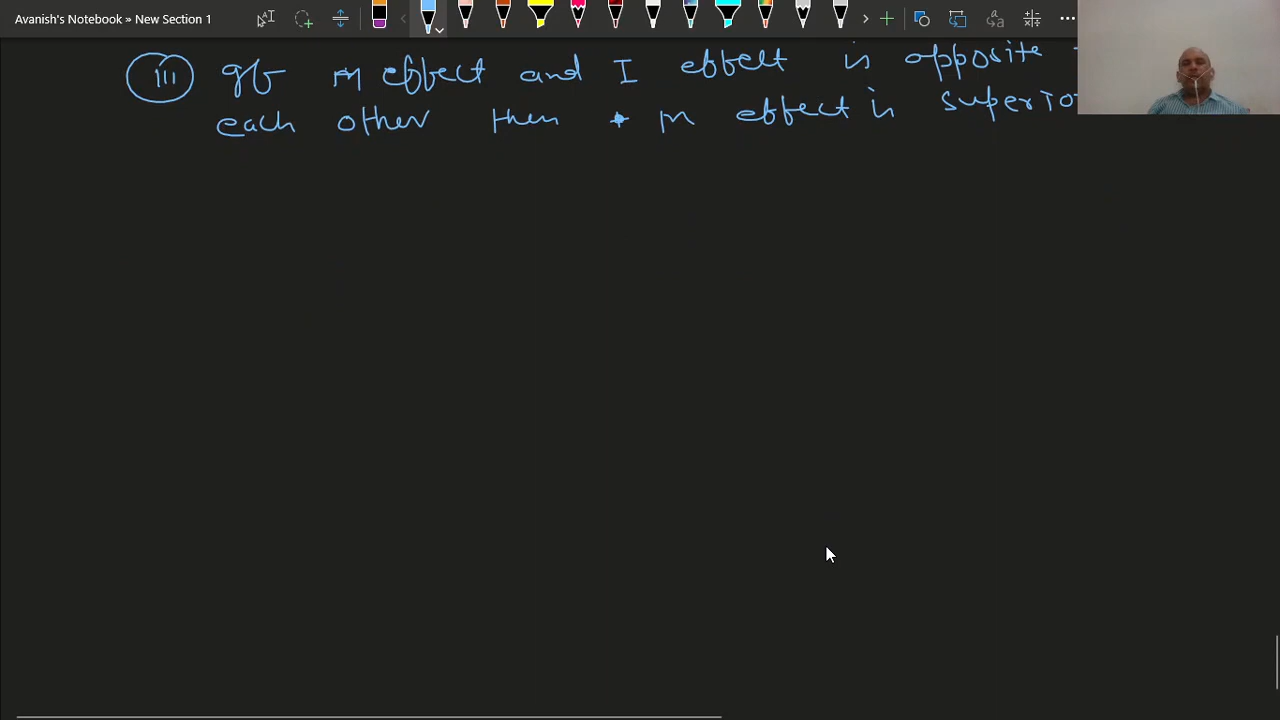 Avanish's Notebook » New Section 1
(iii) If m effect and I effect is opposite
each other then m effect is superior